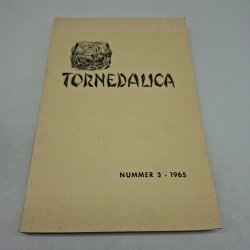 TORNEDALICA
NUMMER 3 - 1965